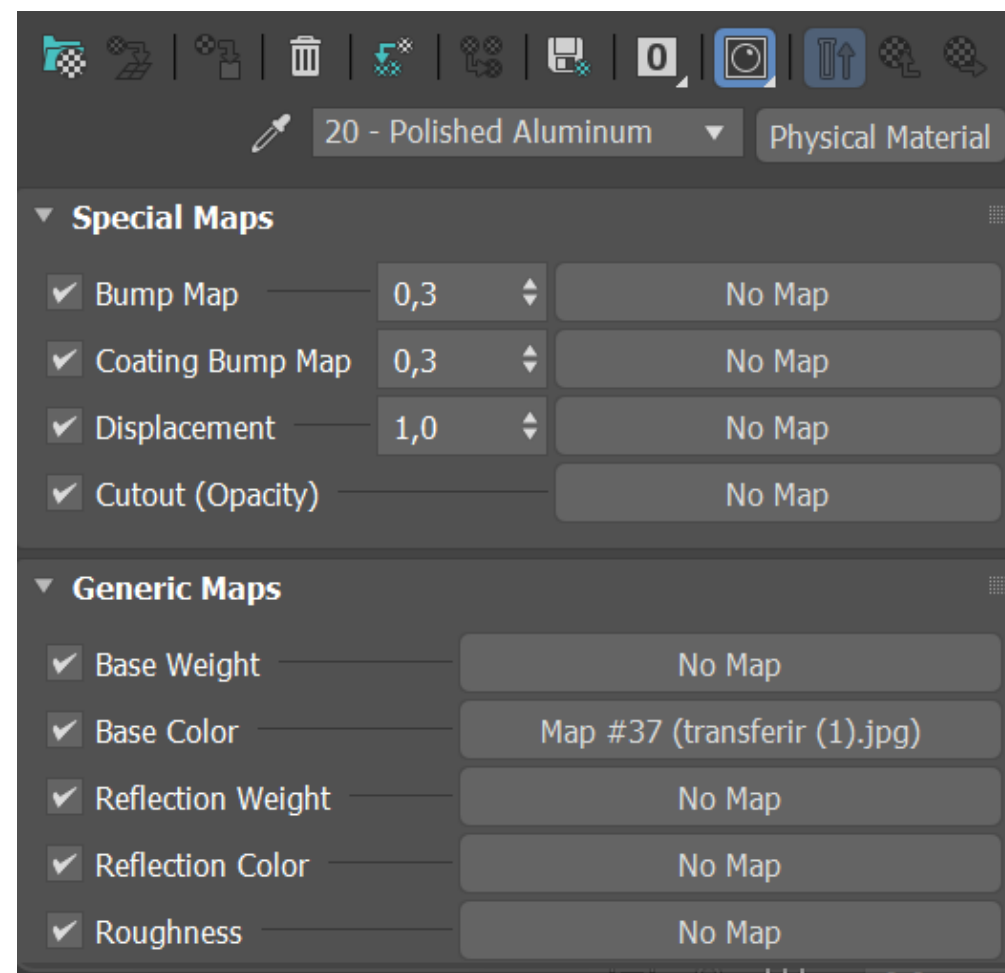 0
20 - Polished Aluminum Physical Material
Special Maps
Bump Map 0,3 No Map
Coating Bump Map 0,3 No Map
Displacement 1,0 No Map
Cutout (Opacity) No Map
Generic Maps
Base Weight No Map
Base Color Map #37 (transferir (1).jpg)
Reflection Weight No Map
Reflection Color No Map
Roughness No Map